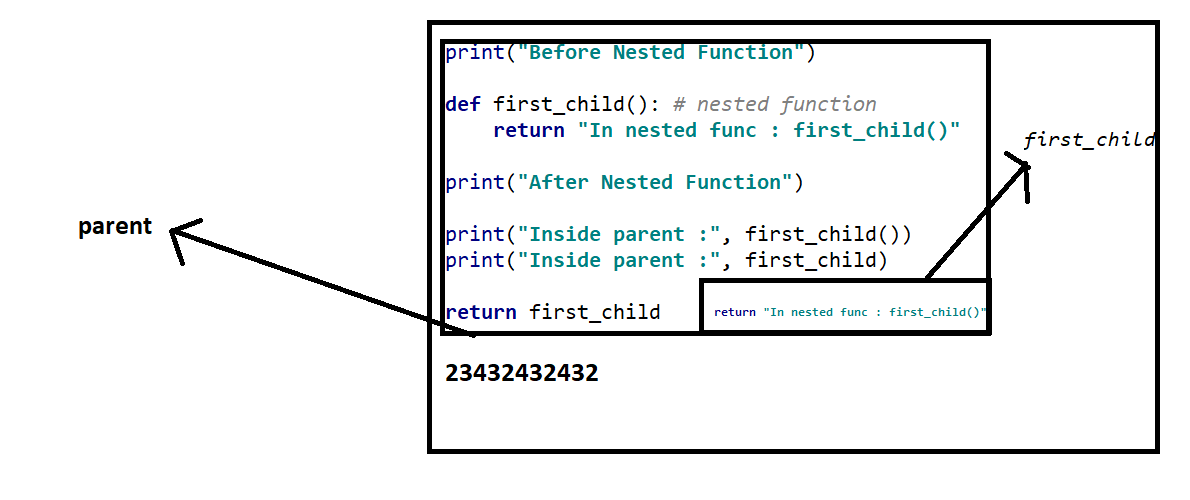 print("Before Nested Function")
def first_child(): # nested function
return "In nested func : first_child()"
first_child
print("After Nested Function")
parent
print("Inside parent :", first_child())
print("Inside parent :", first_child)
return first_child
return "In nested func : first_child()"
23432432432